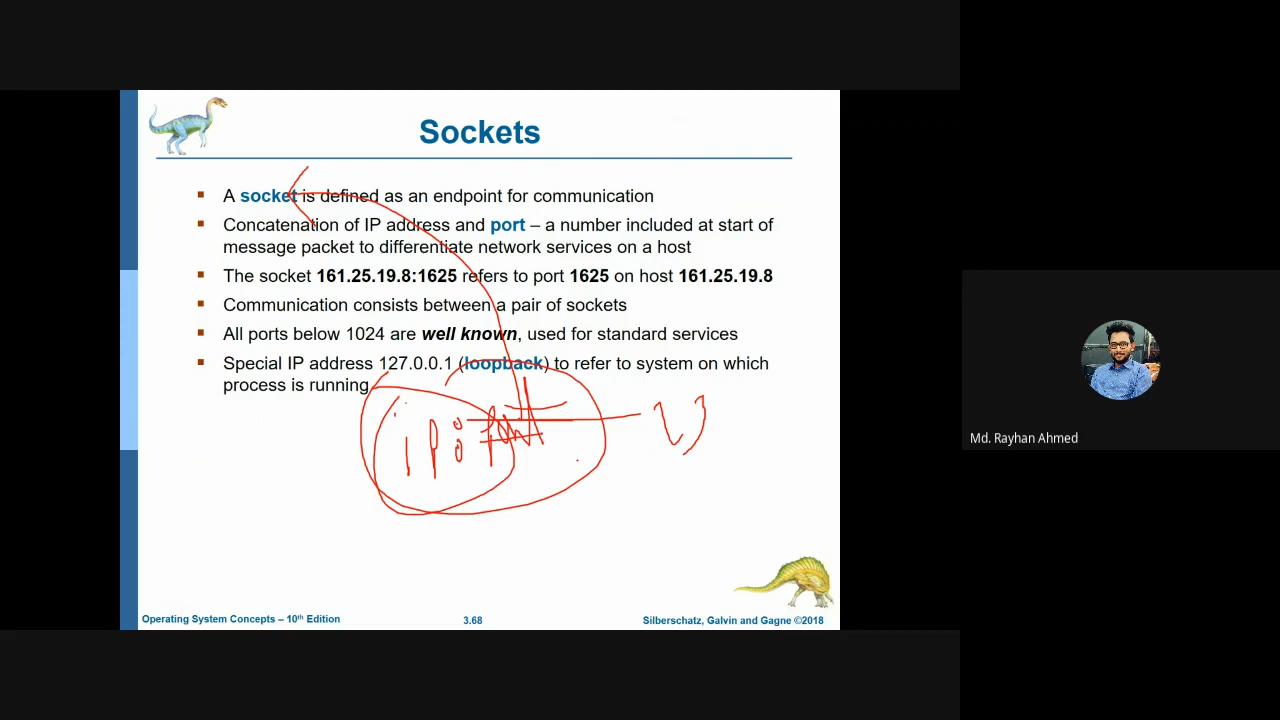 Sockets
A socket is defined as an endpoint for communication
Concatenation of IP address and port – a number included at start of
message packet to differentiate network services on a host
The socket 161.25.19.8:1625 refers to port 1625 on host 161.25.19.8
Communication consists between a pair of sockets
All ports below 1024 are well known, used for standard services
Special IP address 127.0.0.1 (loopback) to refer to system on which
process is running
ip: port
Md. Rayhan Ahmed
Operating System Concepts – 10th Edition
3.68
Silberschatz, Galvin and Gagne ©2018